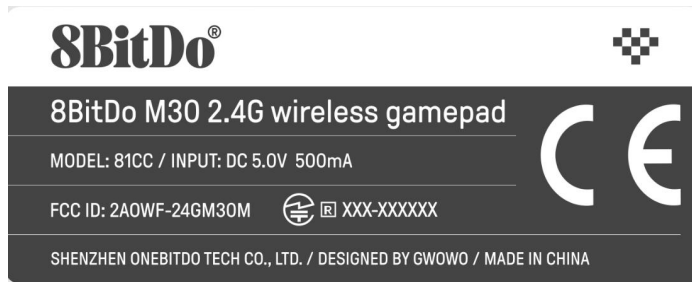 8BitDo®
8BitDo M30 2.4G wireless gamepad
MODEL: 81CC / INPUT: DC 5.0V 500mA
FCC ID: 2AOWF-24GM30M R XXX-XXXXXX
SHENZHEN ONEBITDO TECH CO., LTD. / DESIGNED BY GWOWO / MADE IN CHINA
CE